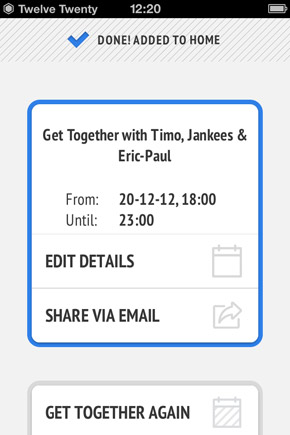 Twelve Twenty 12:20
DONE! ADDED TO HOME
Get Together with Timo, Jankees &
Eric-Paul
From: 20-12-12, 18:00
Until: 23:00
EDIT DETAILS
SHARE VIA EMAIL
GET TOGETHER AGAIN